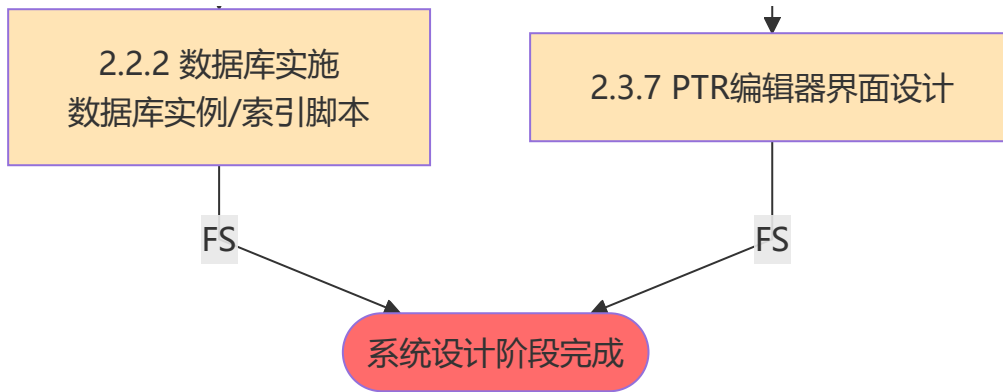 2.2.2 数据库实施
数据库实例/索引脚本
2.3.7 PTR编辑器界面设计
FS
FS
系统设计阶段完成